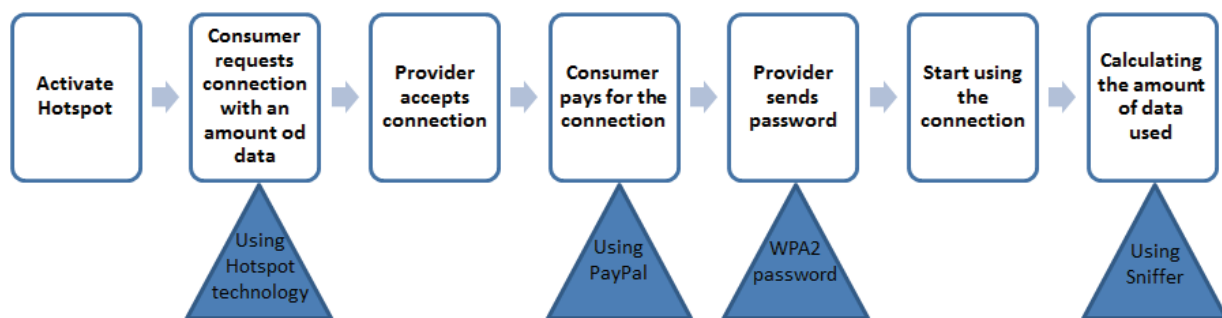 Activate
Hotspot
Consumer
requests
connection
with an
amount od
data
Provider
accepts
connection
Consumer
pays for the
connection
Provider
sends
password
Start using
the
connection
Calculating
the amount
of data
used
Using
Hotspot
technology
Using
PayPal
WPA2
password
Using
Sniffer